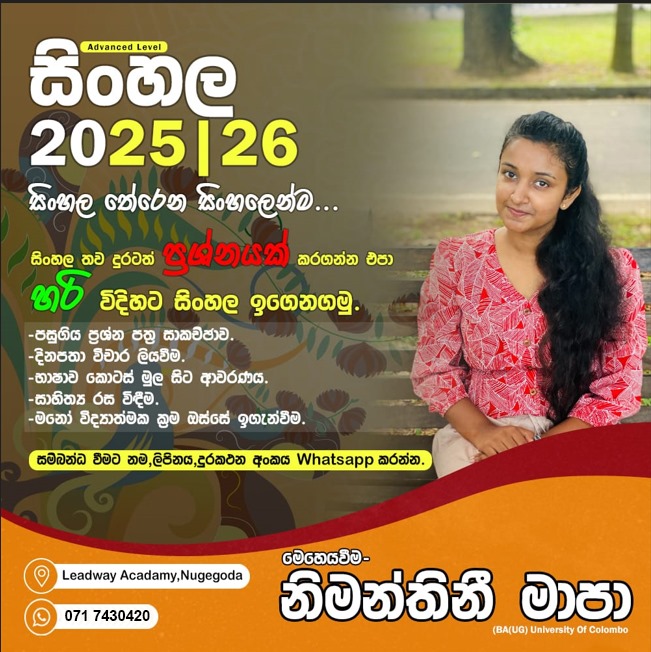 Advanced Level
සිංහල
2025|26
සිංහල තේරෙන සිංහලෙන්ම...
සිංහල තව දුරටත් ප්‍රශ්නයක් කරගන්න එපා
හරි විදිහට සිංහල ඉගෙනගමු.
-පසුගිය ප්‍රශ්න පත්‍ර සාකච්ඡාව.
-දිනපතා විචාර ලියවීම.
-භාෂාව කොටස් මුල සිට ආවරණය.
-සාහිත්‍ය රස විඳීම.
-මනෝ විද්‍යාත්මක ක්‍රම ඔස්සේ ඉගැන්වීම.
සම්බන්ධ වීමට නම,ලිපිනය,දුරකථන අංකය Whatsapp කරන්න.
මෙහෙයවීම-
නිමන්තිනී මාපා
(BA(UG) University Of Colombo
Leadway Acadamy,Nugegoda
071 7430420